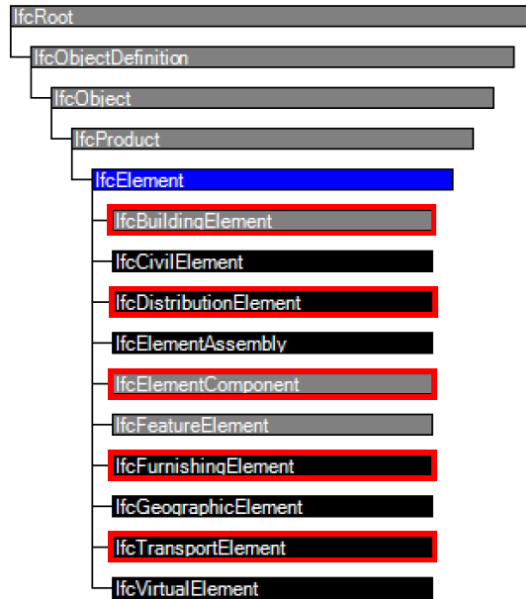 IfcRoot
IfcObjectDefinition
IfcObject
IfcProduct
IfcElement
IfcBuildingElement
IfcCivilElement
IfcDistributionElement
IfcElementAssembly
IfcElementComponent
IfcFeatureElement
IfcFurnishingElement
IfcGeographicElement
IfcTransportElement
IfcVirtualElement